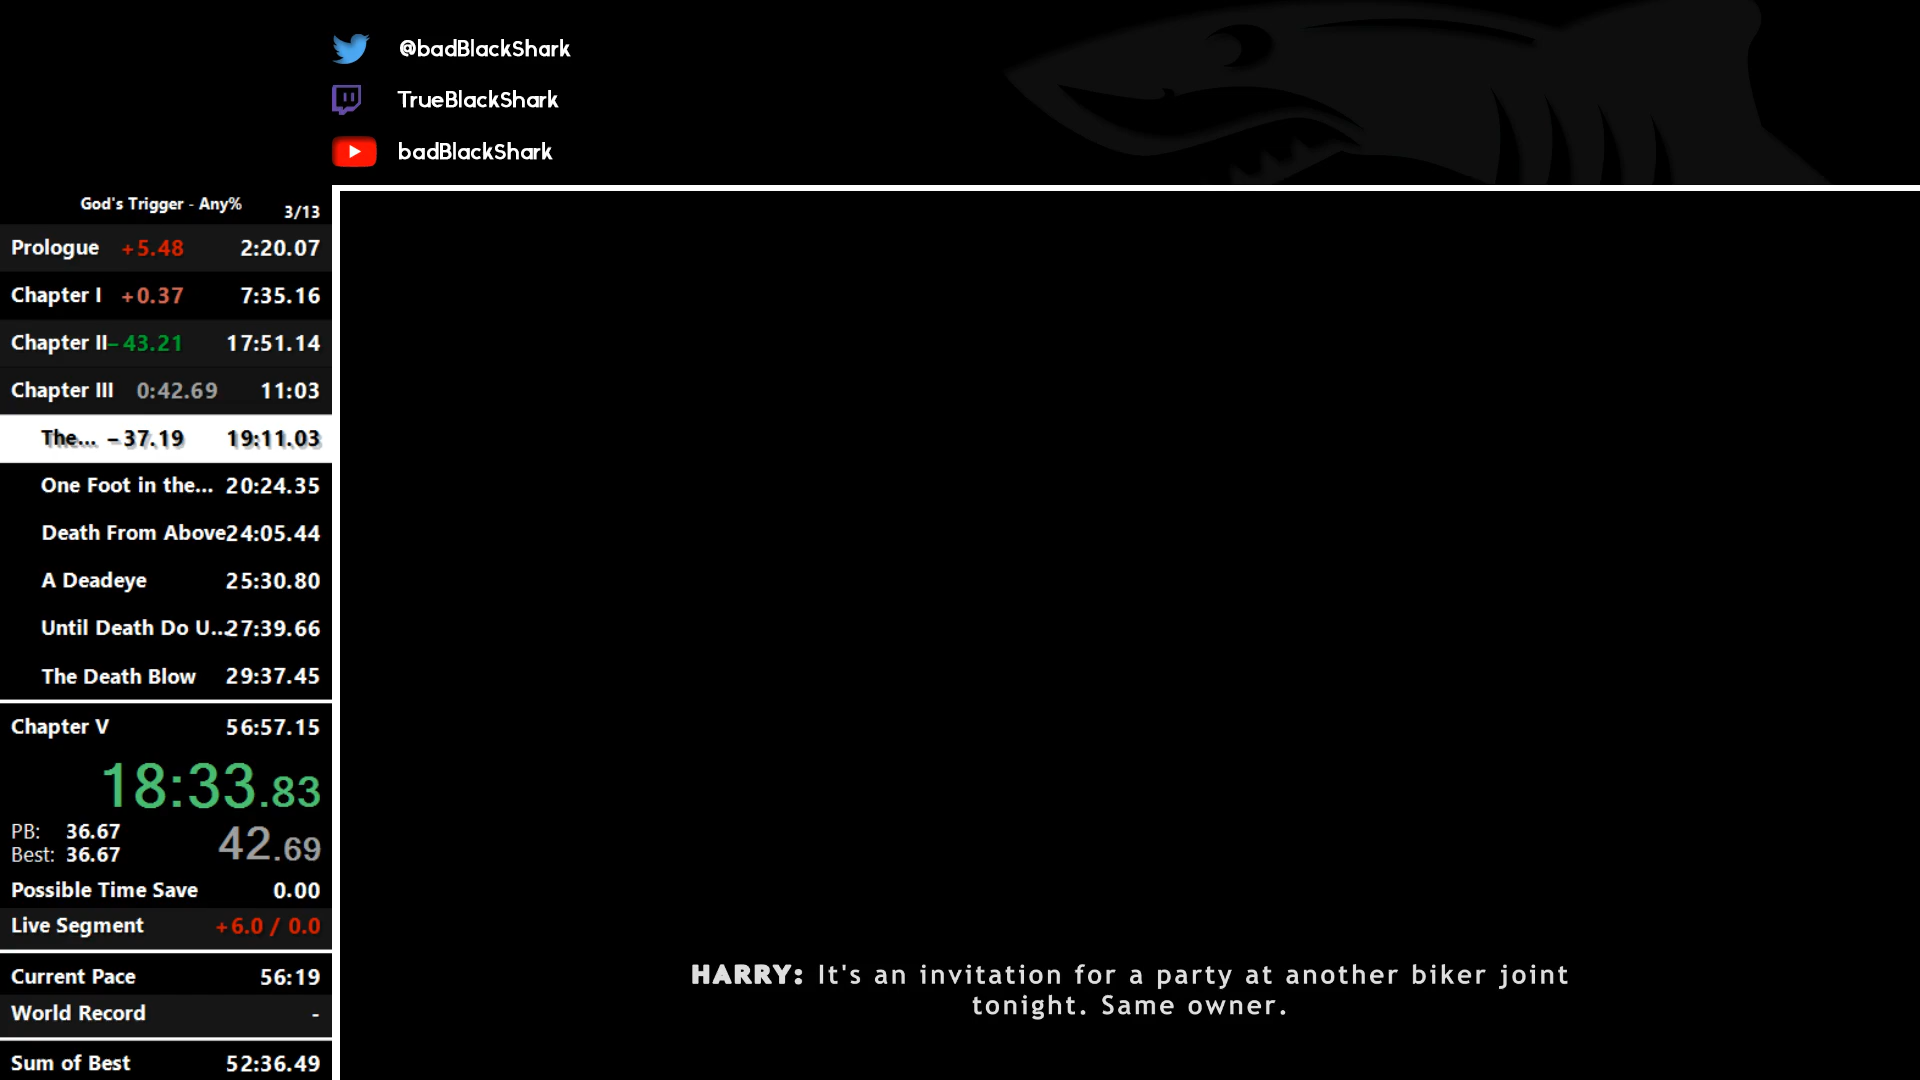 @badBlackShark
TrueBlackShark
badBlackShark
God's Trigger - Any%
3/13
Prologue +5.48 2:20.07
Chapter I +0.37 7:35.16
Chapter II -43.21 17:51.14
Chapter III 0:42.69 11:03
The... -37.19 19:11.03
One Foot in the... 20:24.35
Death From Above 24:05.44
A Deadeye 25:30.80
Until Death Do U... 27:39.66
The Death Blow 29:37.45
Chapter V 56:57.15
18:33.83
PB: 36.67
42.69
Best: 36.67
Possible Time Save 0.00
Live Segment +6.0 / 0.0
Current Pace 56:19
World Record -
Sum of Best 52:36.49
HARRY: It's an invitation for a party at another biker joint
tonight. Same owner.